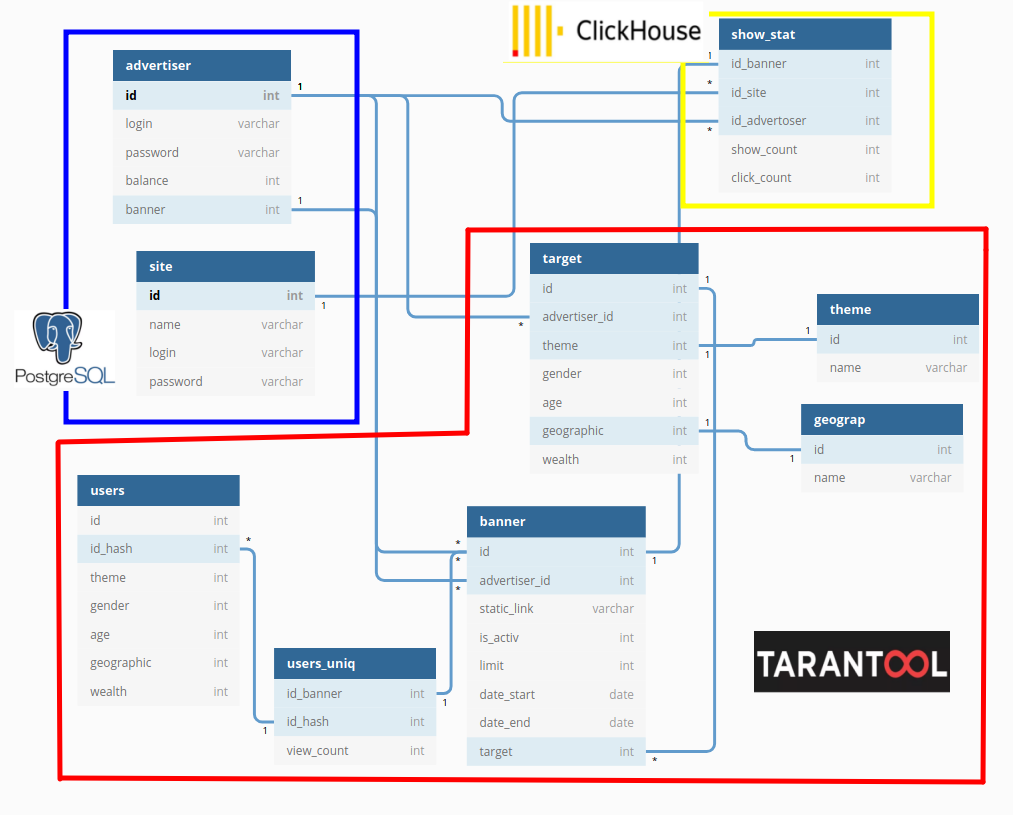 ClickHouse
show_stat
id_banner int
id_site int
id_advertoser int
show_count int
click_count int
1
*
*
advertiser
id int
login varchar
password varchar
balance int
banner int
1
1
site
id int
name varchar
login varchar
password varchar
1
PostgreSQL
target
id int
advertiser_id int
theme int
gender int
age int
geographic int
wealth int
1
*
1
1
theme
id int
name varchar
1
geograp
id int
name varchar
1
users
id int
id_hash int
theme int
gender int
age int
geographic int
wealth int
*
users_uniq
id_banner int
id_hash int
view_count int
1
1
banner
id int
advertiser_id int
static_link varchar
is_activ int
limit int
date_start date
date_end date
target int
*
*
*
1
*
TARANTOOL